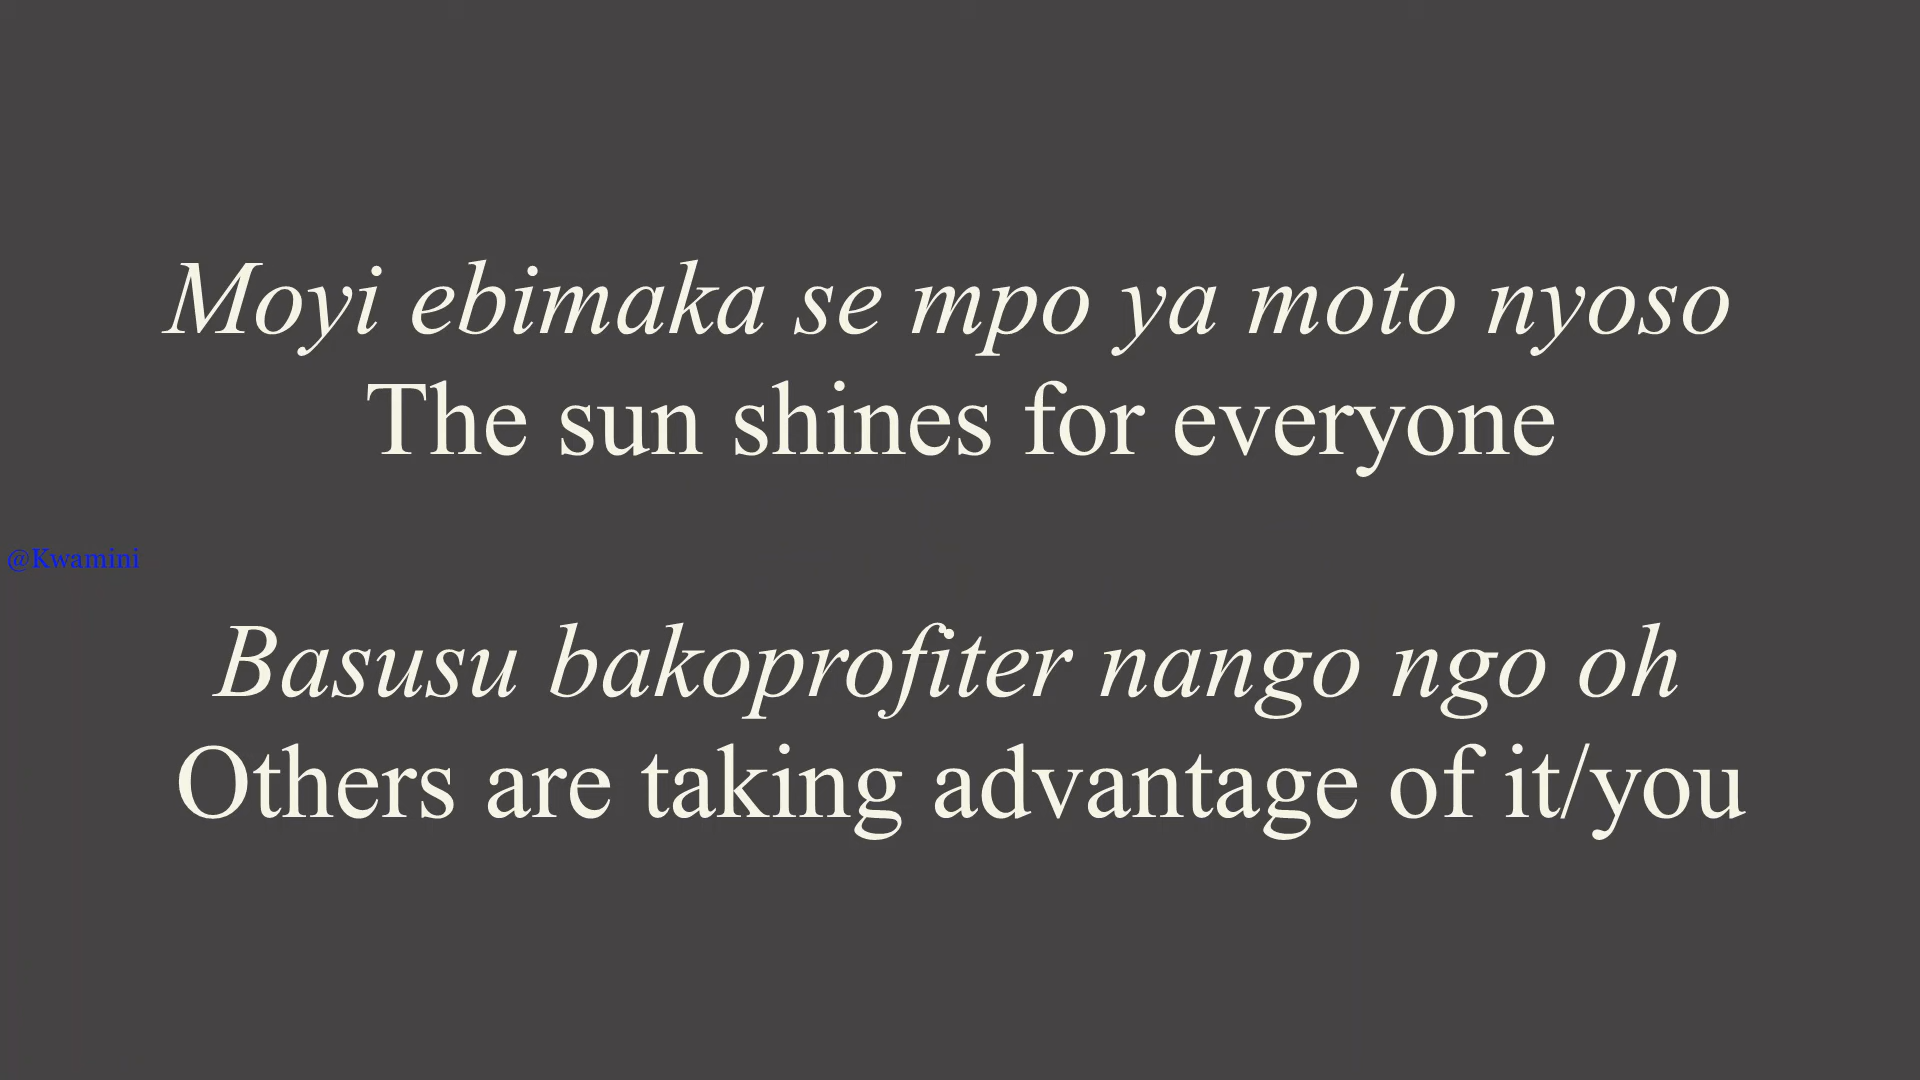 Moyi ebimaka se mpo ya moto nyoso
The sun shines for everyone
@Kwamini
Basusu bakoprofiter nango ngo oh
Others are taking advantage of it/you